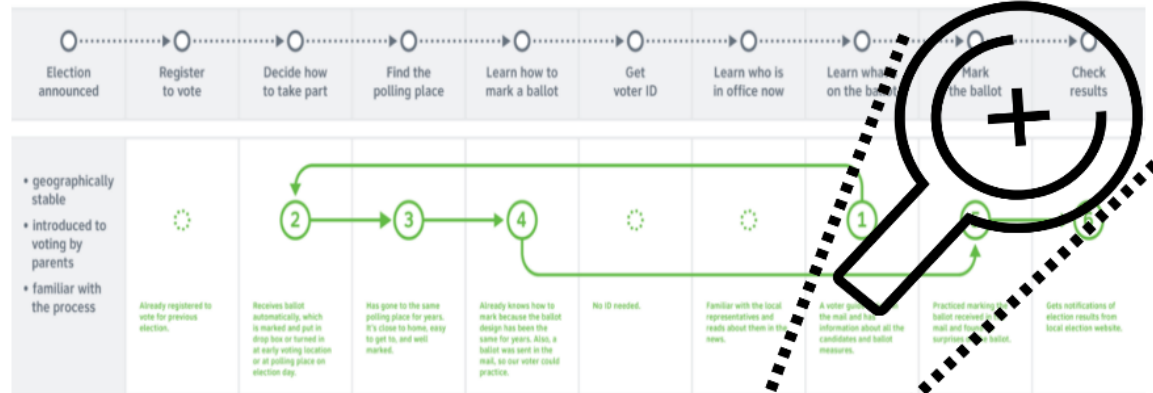 Election
announced
Register
to vote
Decide how
to take part
Find the
polling place
Learn how to
mark a ballot
Get
voter ID
Learn who is
in office now
Learn
on the ballot
Mark
the ballot
Check
results
• geographically
stable
• introduced to
voting by
parents
• familiar with
the process
2
3
4
1
5
6
Already registered to
vote for previous
election.
Receives ballot
automatically, which
is marked and put in
drop box or turned in
at early voting location
or at polling place on
election day.
Has gone to the same
polling place for years.
It's close to home, easy
to get to, and well
marked.
Already knows how to
mark because the ballot
design has been the
same for years. Also, a
ballot was sent in the
mail, so our voter could
practice.
No ID needed.
Familiar with the local
representatives and
reads about them in the
news.
A voter
the mail and has
information about all the
candidates and ballot
measures.
Practiced marking the
ballot received in
mail and found
surprises ballot.
Gets notifications of
election results from
local election website.